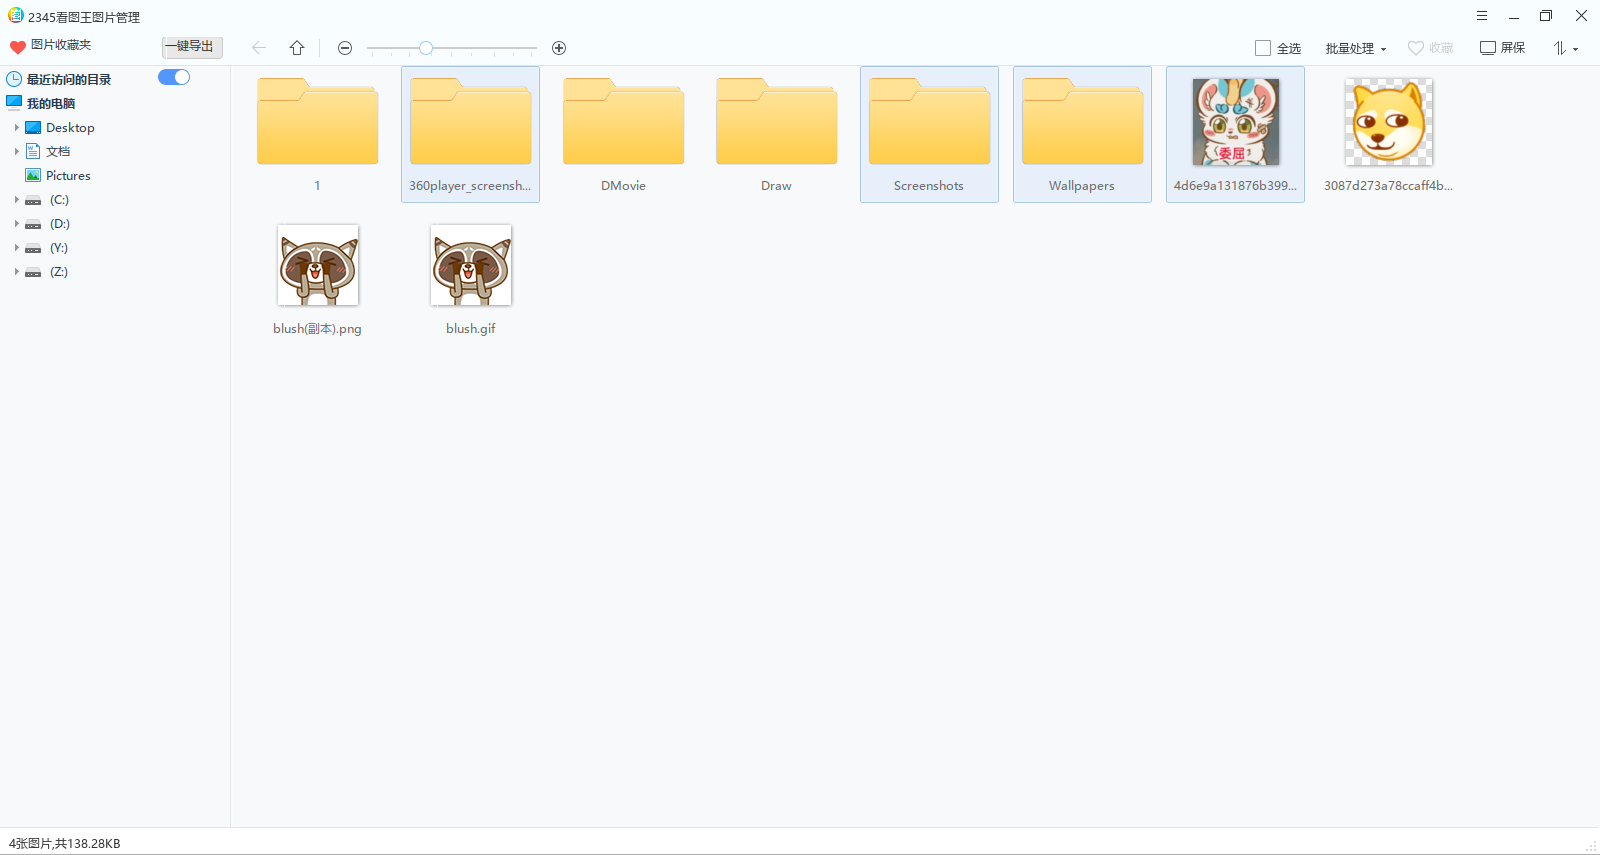 2345看图王图片管理
图片收藏夹
一键导出
全选
批量处理
收藏
屏保
最近访问的目录
我的电脑
Desktop
文档
Pictures
(C:)
(D:)
(Y:)
(Z:)
1
360player_screensh...
DMovie
Draw
Screenshots
Wallpapers
委屈
4d6e9a131876b399...
3087d273a78ccaff4b...
blush(副本).png
blush.gif
4张图片,共138.28KB